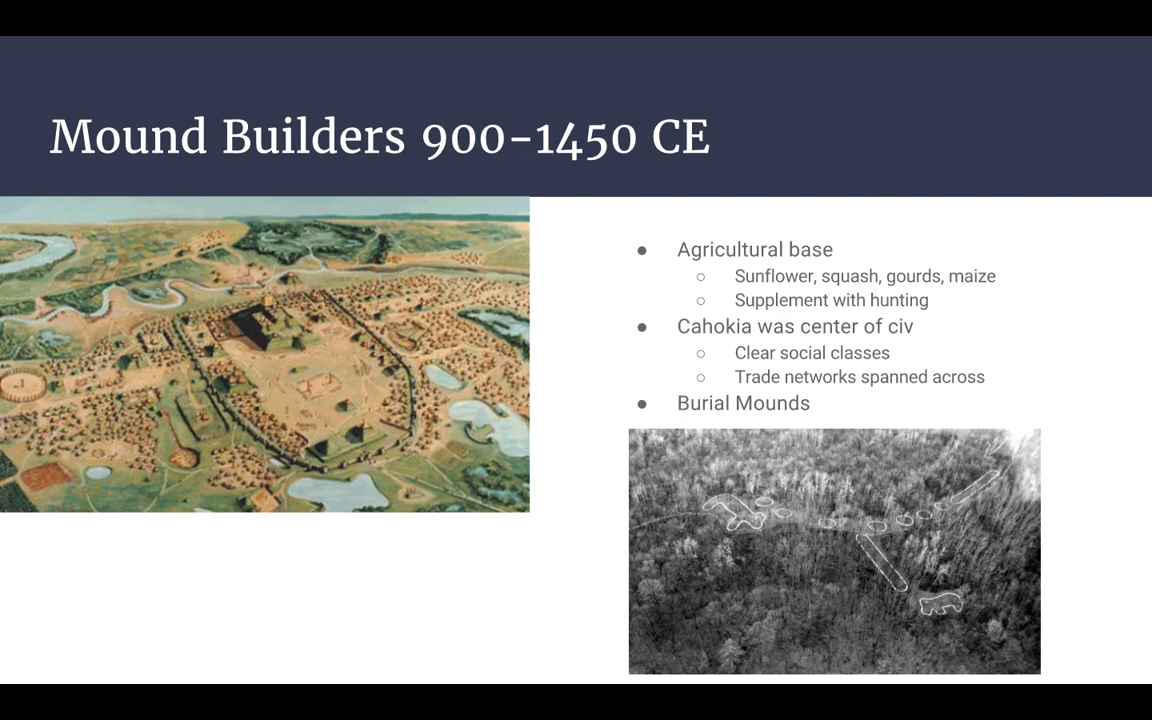 Mound Builders 900-1450 CE
● Agricultural base
○ Sunflower, squash, gourds, maize
○ Supplement with hunting
● Cahokia was center of civ
○ Clear social classes
○ Trade networks spanned across
● Burial Mounds